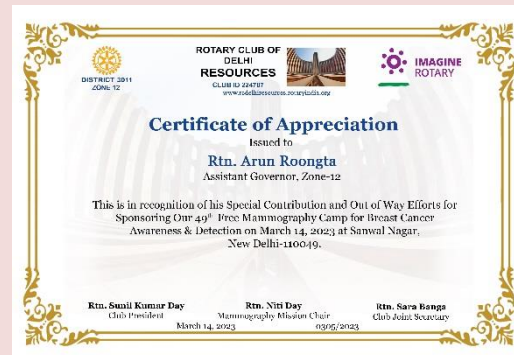 DISTRICT 3011
ZONE 12
ROTARY CLUB OF
DELHI
RESOURCES
CLUB ID 224707
www.rcdelhiresources.rotaryindia.org
IMAGINE
ROTARY
Certificate of Appreciation
Issued to
Rtn. Arun Roongta
Assistant Governor, Zone-12
This is in recognition of his Special Contribution and Out of Way Efforts for
Sponsoring Our 49th Free Mammography Camp for Breast Cancer
Awareness & Detection on March 14, 2023 at Sanwal Nagar,
New Delhi-110049.
Rtn. Sunil Kumar Day
Club President
Rtn. Niti Day
Mammography Mission Chair
Rtn. Sara Banga
Club Joint Secretary
March 14, 2023
0305/2023